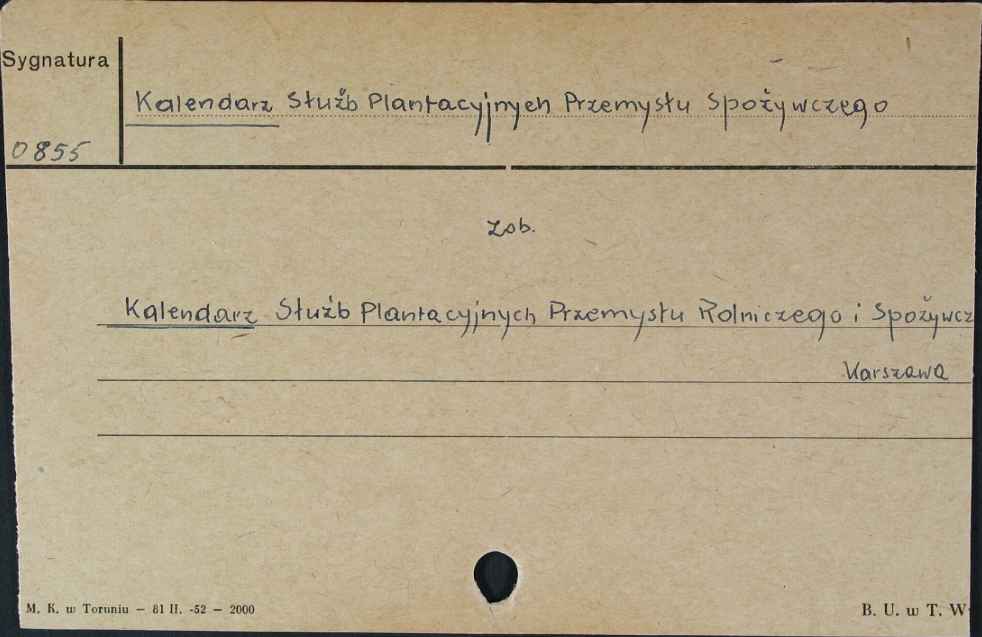 Sygnatura
Kalendarz Służb Plantacyjnych Przemysłu Spożywczego
0855
zob.
Kalendarz Służb Plantacyjnych Przemysłu Rolniczego i Spożywcz
Warszawa
M. K. w Toruniu — 81 II. -52 — 2000
B. U. w T. W